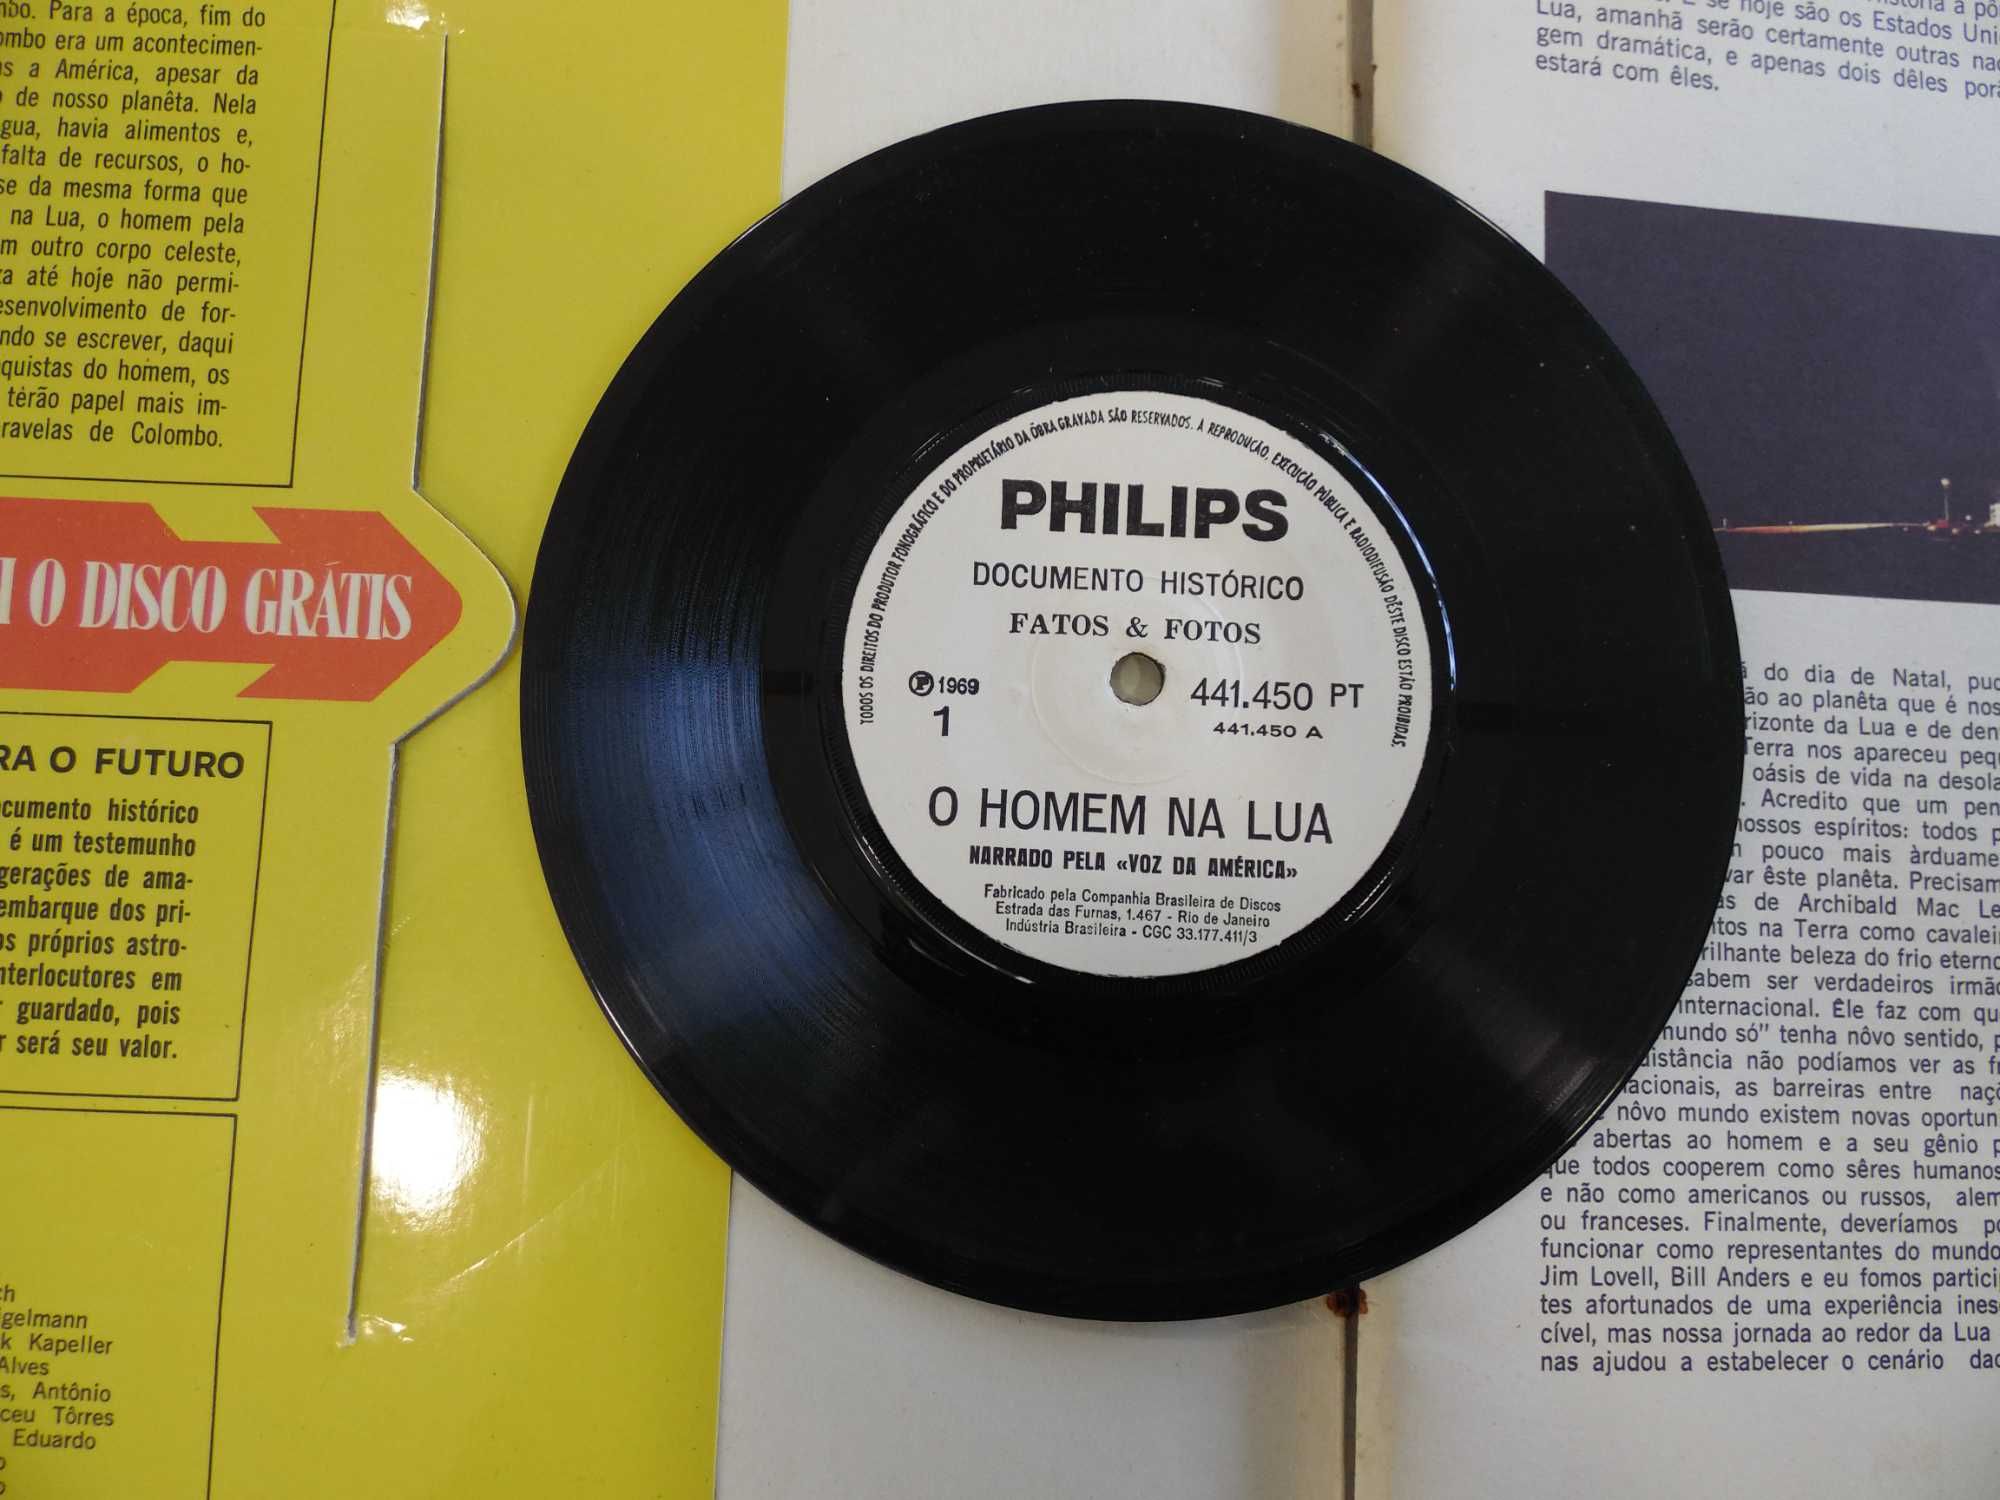 Para a época, fim do
ombo era um acontecimen-
as a América, apesar da
de nosso planêta. Nela
gua, havia alimentos e,
falta de recursos, o ho-
se da mesma forma que
na Lua, o homem pela
m outro corpo celeste,
za até hoje não permi-
esenvolvimento de for-
ndo se escrever, daqui
quistas do homem, os
terão papel mais im-
ravelas de Colombo.
O DISCO GRÁTIS
RA O FUTURO
ocumento histórico
é um testemunho
gerações de ama-
embarque dos pri-
os próprios astro-
nterlocutores em
guardado, pois
r será seu valor.
ch
igelmann
k Kapeller
Alves
s, Antônio
ceu Tôrres
Eduardo
TODOS OS DIREITOS DO PRODUTOR FONOGRÁFICO E DO PROPRIETÁRIO DA OBRA GRAVADA SÃO RESERVADOS. A REPRODUÇÃO, EXECUÇÃO PÚBLICA E RADIODIFUSÃO DÊSTE DISCO ESTÃO PROIBIDAS.
PHILIPS
DOCUMENTO HISTÓRICO
FATOS & FOTOS
Ⓟ 1969
1
441.450 PT
441.450 A
O HOMEM NA LUA
NARRADO PELA «VOZ DA AMÉRICA»
Fabricado pela Companhia Brasileira de Discos
Estrada das Furnas, 1.467 - Rio de Janeiro
Indústria Brasileira - CGC 33.177.411/3
se hoje são os Estados Uni
Lua, amanhã serão certamente outras na
gem dramática, e apenas dois dêles por
estará com êles.
do dia de Natal, pu
ão ao planêta que é nos
rizonte da Lua e de den
Terra nos apareceu peq
oásis de vida na desola
. Acredito que um pen
nossos espíritos: todos p
pouco mais àrduame
var êste planêta. Precisam
as de Archibald Mac Le
ntos na Terra como cavalei
rilhante beleza do frio eterno
sabem ser verdadeiros irmã
internacional. Êle faz com qu
mundo só" tenha nôvo sentido, p
distância não podíamos ver as f
nacionais, as barreiras entre naç
nôvo mundo existem novas oportun
abertas ao homem e a seu gênio p
que todos cooperem como sêres humanos
e não como americanos ou russos, alem
ou franceses. Finalmente, deveríamos p
funcionar como representantes do mundo
Jim Lovell, Bill Anders e eu fomos partici
tes afortunados de uma experiência ines
cível, mas nossa jornada ao redor da Lua
nas ajudou a estabelecer o cenário da